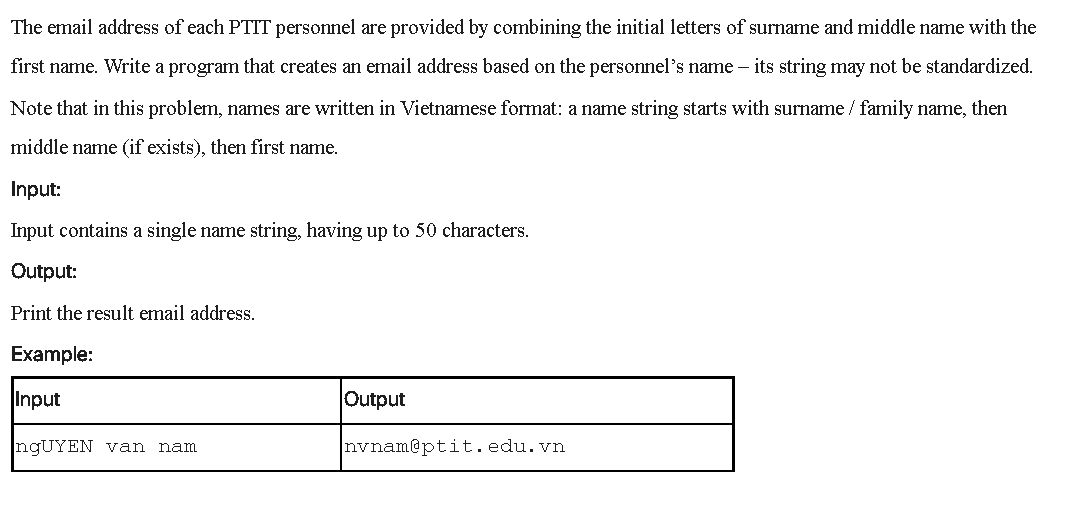 The email address of each PTIT personnel are provided by combining the initial letters of surname and middle name with the
first name. Write a program that creates an email address based on the personnel's name – its string may not be standardized.
Note that in this problem, names are written in Vietnamese format: a name string starts with surname / family name, then
middle name (if exists), then first name.
Input:
Input contains a single name string, having up to 50 characters.
Output:
Print the result email address.
Example:
Input Output
ngUYEN van nam nvnam@ptit.edu.vn